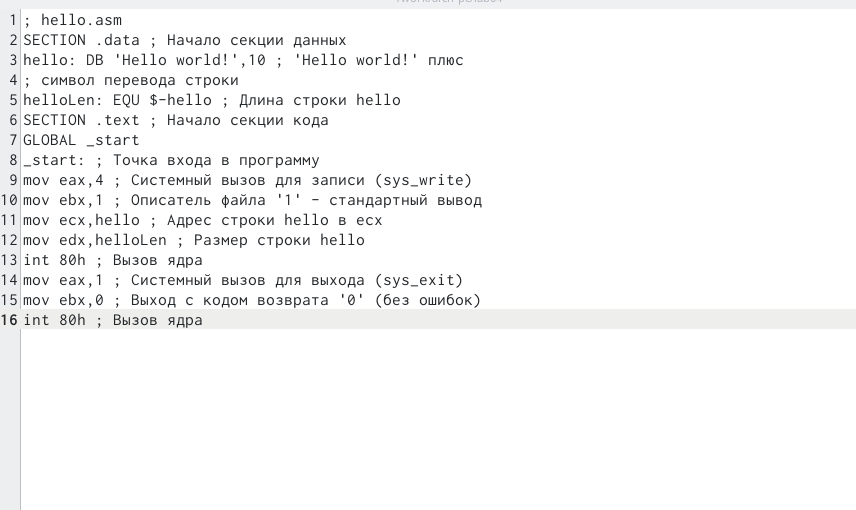 1 ; hello.asm
2 SECTION .data ; Начало секции данных
3 hello: DB 'Hello world!',10 ; 'Hello world!' плюс
4 ; символ перевода строки
5 helloLen: EQU $-hello ; Длина строки hello
6 SECTION .text ; Начало секции кода
7 GLOBAL _start
8 _start: ; Точка входа в программу
9 mov eax,4 ; Системный вызов для записи (sys_write)
10 mov ebx,1 ; Описатель файла '1' - стандартный вывод
11 mov ecx,hello ; Адрес строки hello в ecx
12 mov edx,helloLen ; Размер строки hello
13 int 80h ; Вызов ядра
14 mov eax,1 ; Системный вызов для выхода (sys_exit)
15 mov ebx,0 ; Выход с кодом возврата '0' (без ошибок)
16 int 80h ; Вызов ядра